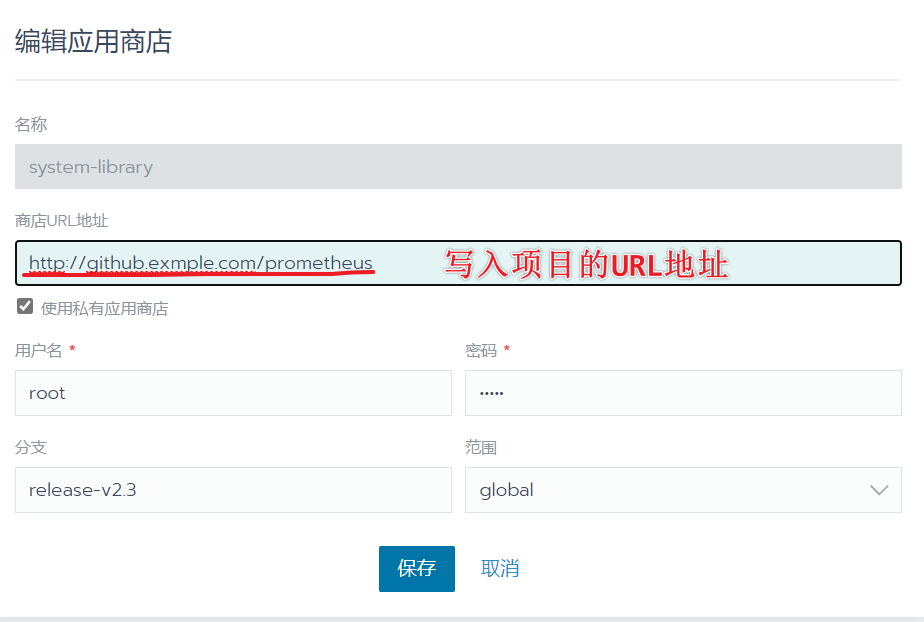 编辑应用商店
名称
system-library
商店URL地址
http://github.exmple.com/prometheus 写入项目的URL地址
使用私有应用商店
用户名 * 密码 *
root •••••
分支 范围
release-v2.3 global
保存 取消